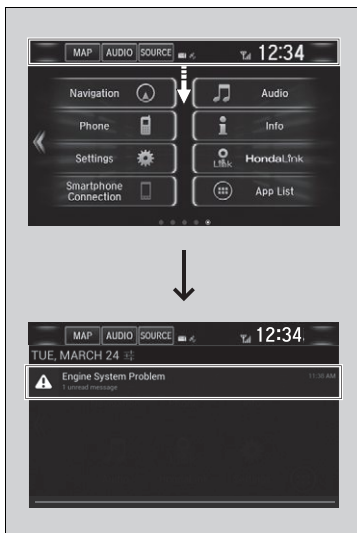 MAP AUDIO SOURCE 12:34
Navigation Audio
Phone Info
Settings Link HondaLink
Smartphone
Connection App List
MAP AUDIO SOURCE 12:34
TUE, MARCH 24
Engine System Problem 11:30 AM
1 unread message